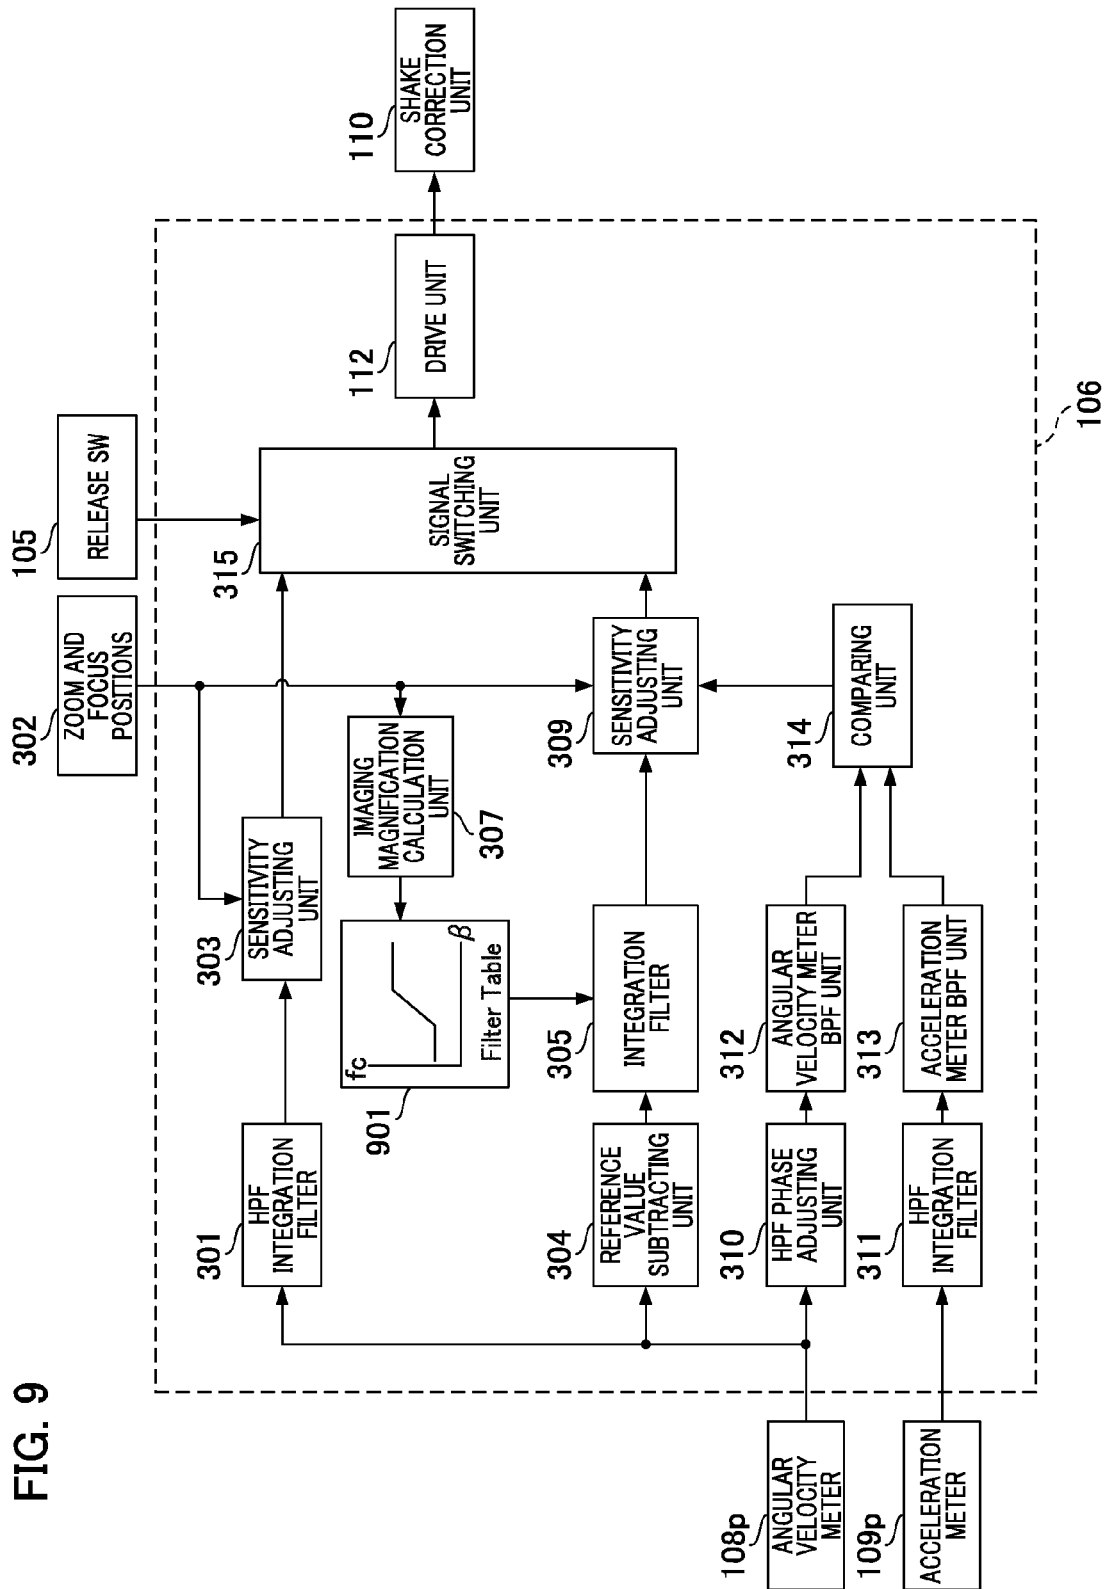 FIG. 9
105
RELEASE SW
302
ZOOM AND
FOCUS
POSITIONS
110
SHAKE
CORRECTION
UNIT
112
DRIVE UNIT
315
SIGNAL
SWITCHING
UNIT
301
HPF
INTEGRATION
FILTER
303
SENSITIVITY
ADJUSTING
UNIT
307
IMAGING
MAGNIFICATION
CALCULATION
UNIT
901
fc
β
Filter Table
304
REFERENCE
VALUE
SUBTRACTING
UNIT
305
INTEGRATION
FILTER
309
SENSITIVITY
ADJUSTING
UNIT
310
HPF PHASE
ADJUSTING
UNIT
312
ANGULAR
VELOCITY METER
BPF UNIT
314
COMPARING
UNIT
311
HPF
INTEGRATION
FILTER
313
ACCELERATION
METER BPF UNIT
108p
ANGULAR
VELOCITY
METER
109p
ACCELERATION
METER
106